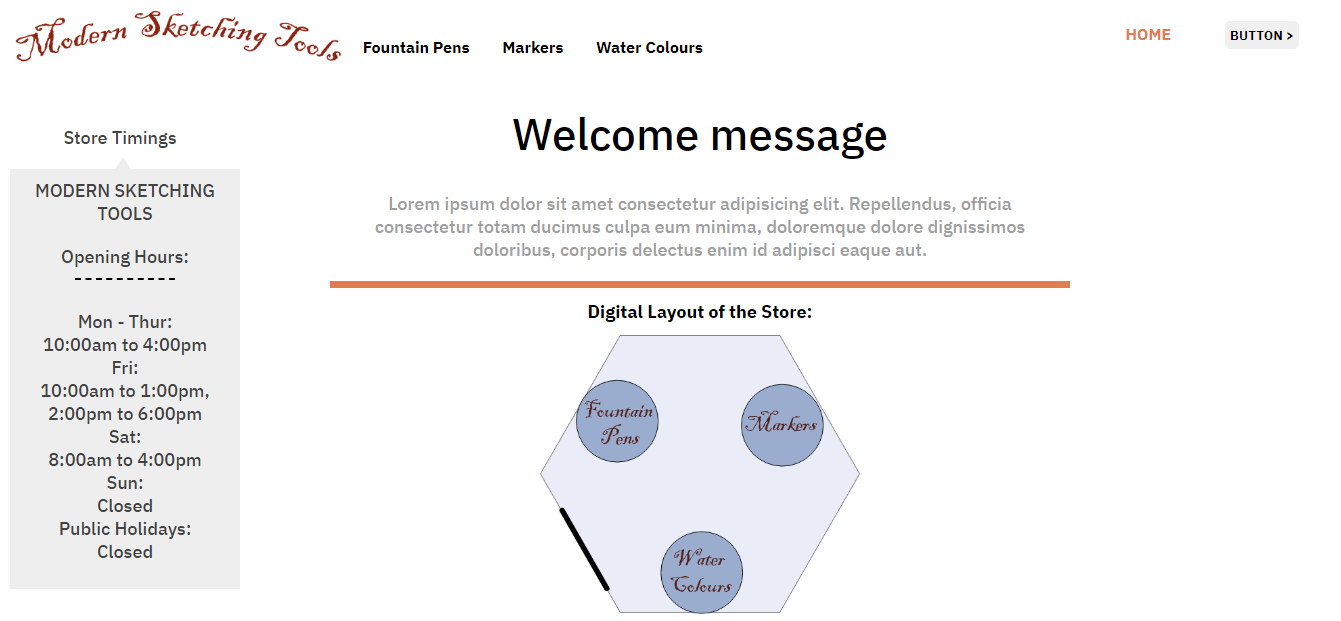 Modern Sketching Tools
Fountain Pens
Markers
Water Colours
HOME
BUTTON >
Store Timings
MODERN SKETCHING
TOOLS
Opening Hours:
Mon - Thur:
10:00am to 4:00pm
Fri:
10:00am to 1:00pm,
2:00pm to 6:00pm
Sat:
8:00am to 4:00pm
Sun:
Closed
Public Holidays:
Closed
Welcome message
Lorem ipsum dolor sit amet consectetur adipisicing elit. Repellendus, officia
consectetur totam ducimus culpa eum minima, doloremque dolore dignissimos
doloribus, corporis delectus enim id adipisci eaque aut.
Digital Layout of the Store:
Fountain
Pens
Markers
Water
Colours